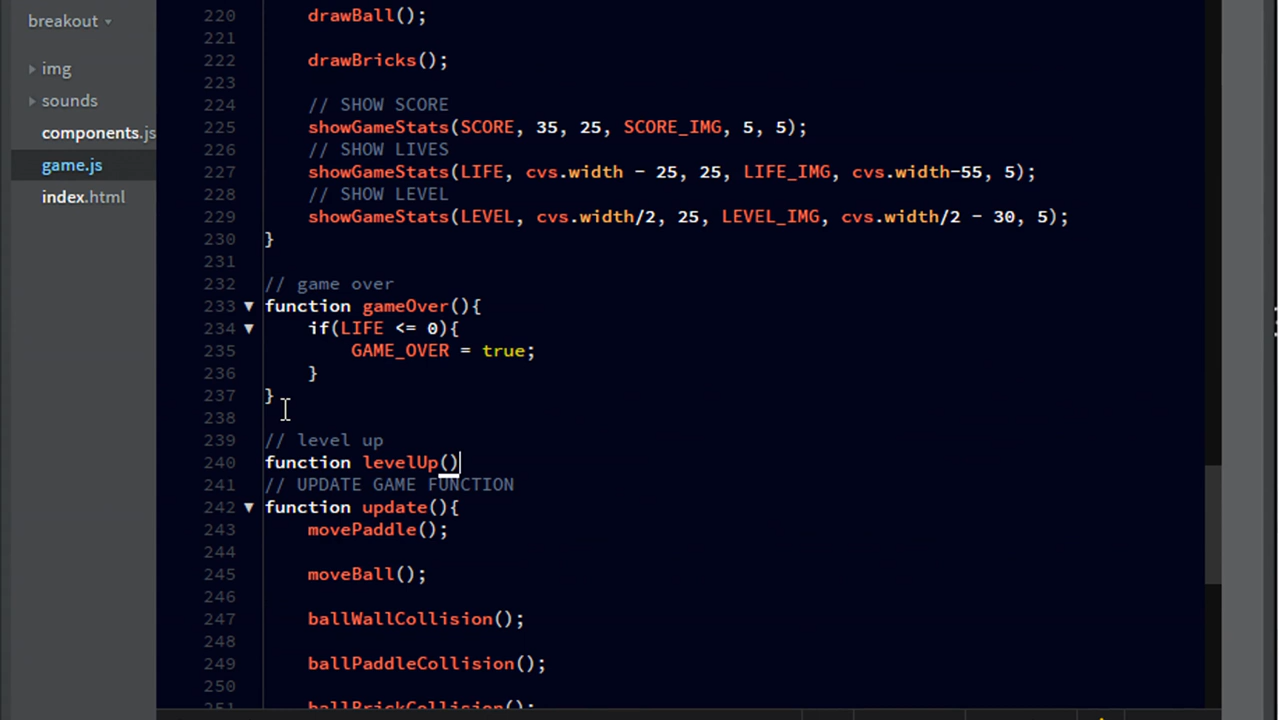 breakout
img
sounds
components.js
game.js
index.html
220 drawBall();
221
222 drawBricks();
223
224 // SHOW SCORE
225 showGameStats(SCORE, 35, 25, SCORE_IMG, 5, 5);
226 // SHOW LIVES
227 showGameStats(LIFE, cvs.width - 25, 25, LIFE_IMG, cvs.width-55, 5);
228 // SHOW LEVEL
229 showGameStats(LEVEL, cvs.width/2, 25, LEVEL_IMG, cvs.width/2 - 30, 5);
230 }
231
232 // game over
233 function gameOver(){
234 if(LIFE <= 0){
235 GAME_OVER = true;
236 }
237 }
238
239 // level up
240 function levelUp()
241 // UPDATE GAME FUNCTION
242 function update(){
243 movePaddle();
244
245 moveBall();
246
247 ballWallCollision();
248
249 ballPaddleCollision();
250
251 ballBrickCollision();